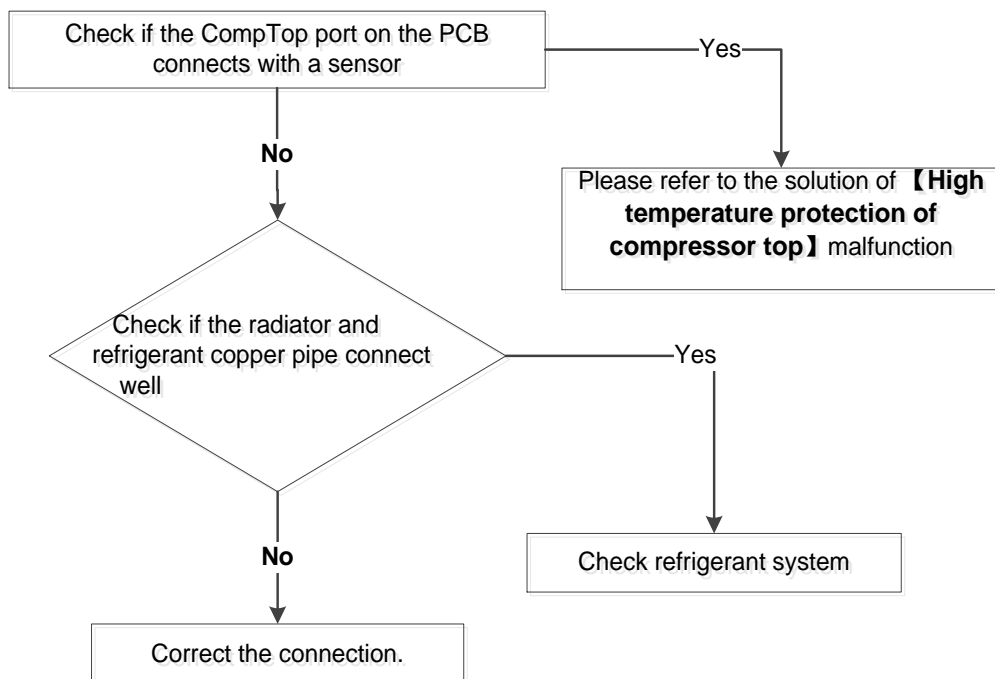 Check if the CompTop port on the PCB
connects with a sensor
Yes
No
Please refer to the solution of 【High
temperature protection of
compressor top】 malfunction
Check if the radiator and
refrigerant copper pipe connect
well
Yes
No
Check refrigerant system
Correct the connection.